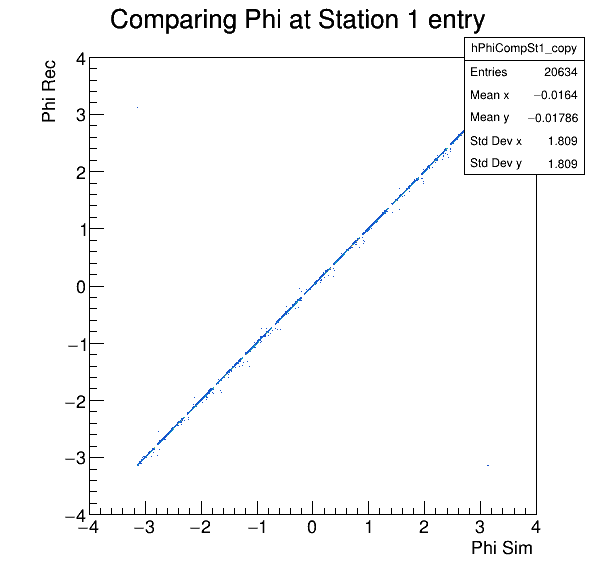 Comparing Phi at Station 1 entry
hPhiCompSt1_copy
Entries 20634
Mean x −0.0164
Mean y −0.01786
Std Dev x 1.809
Std Dev y 1.809
Phi Rec
4
3
2
1
0
−1
−2
−3
−4
−4 −3 −2 −1 0 1 2 3 4
Phi Sim